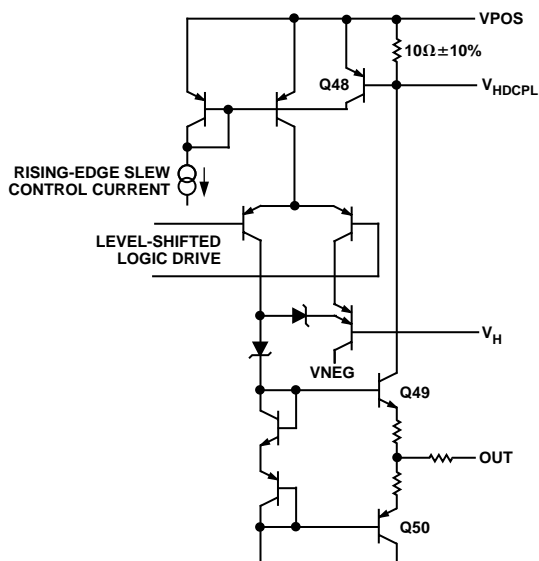 VPOS
10Ω±10%
Q48
VHDCPL
RISING-EDGE SLEW
CONTROL CURRENT
LEVEL-SHIFTED
LOGIC DRIVE
VH
VNEG
Q49
OUT
Q50